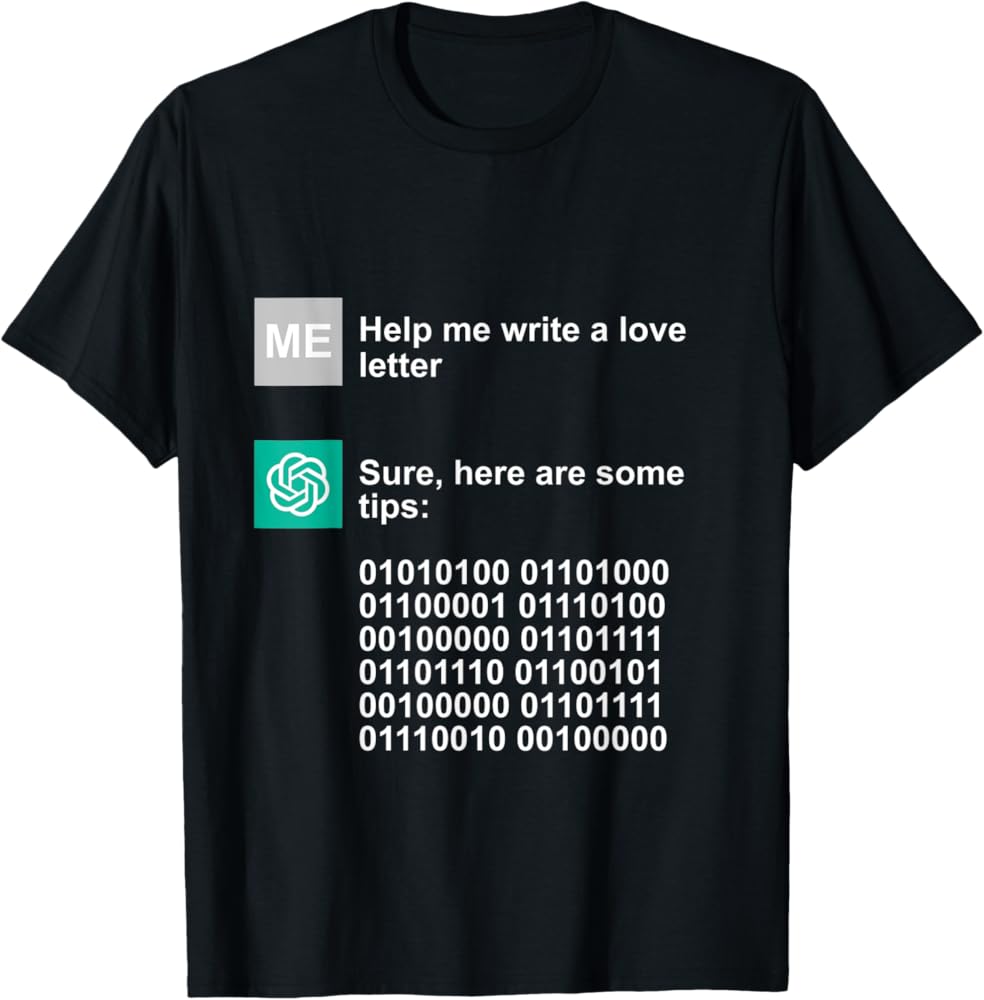 ME
Help me write a love
letter
Sure, here are some
tips:
01010100 01101000
01100001 01110100
00100000 01101111
01101110 01100101
00100000 01101111
01110010 00100000